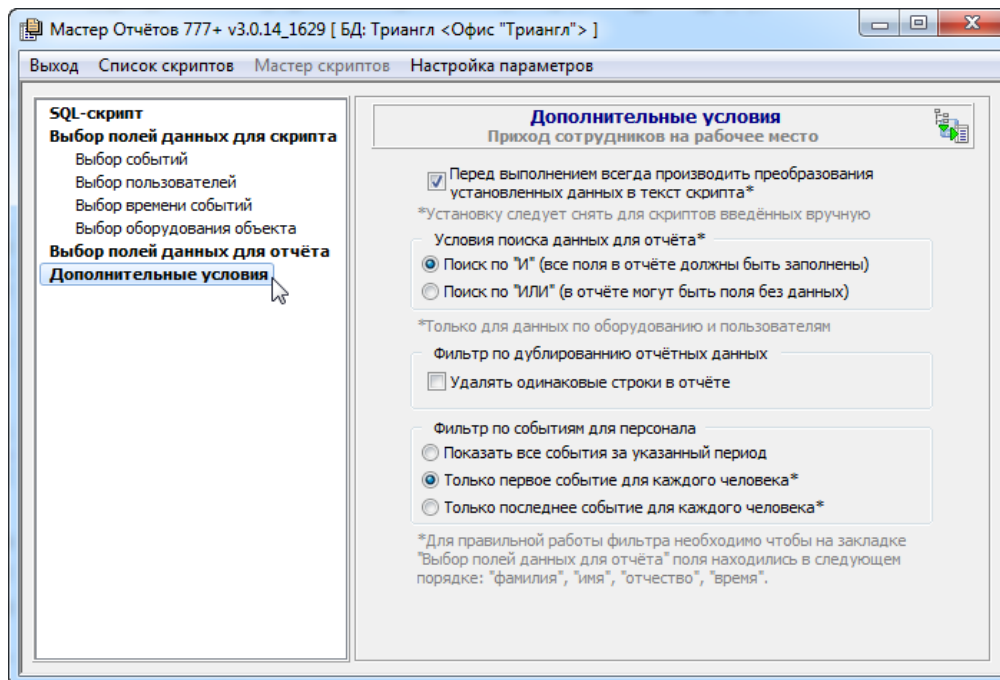 Мастер Отчётов 777+ v3.0.14_1629 [ БД: Триангл <Офис "Триангл"> ]
Выход Список скриптов Мастер скриптов Настройка параметров
SQL-скрипт
Выбор полей данных для скрипта
Выбор событий
Выбор пользователей
Выбор времени событий
Выбор оборудования объекта
Выбор полей данных для отчёта
Дополнительные условия
Дополнительные условия
Приход сотрудников на рабочее место
Перед выполнением всегда производить преобразования
установленных данных в текст скрипта*
*Установку следует снять для скриптов введённых вручную
Условия поиска данных для отчёта*
Поиск по "И" (все поля в отчёте должны быть заполнены)
Поиск по "ИЛИ" (в отчёте могут быть поля без данных)
*Только для данных по оборудованию и пользователям
Фильтр по дублированнию отчётных данных
Удалять одинаковые строки в отчёте
Фильтр по событиям для персонала
Показать все события за указанный период
Только первое событие для каждого человека*
Только последнее событие для каждого человека*
*Для правильной работы фильтра необходимо чтобы на закладке
"Выбор полей данных для отчёта" поля находились в следующем
порядке: "фамилия", "имя", "отчество", "время".